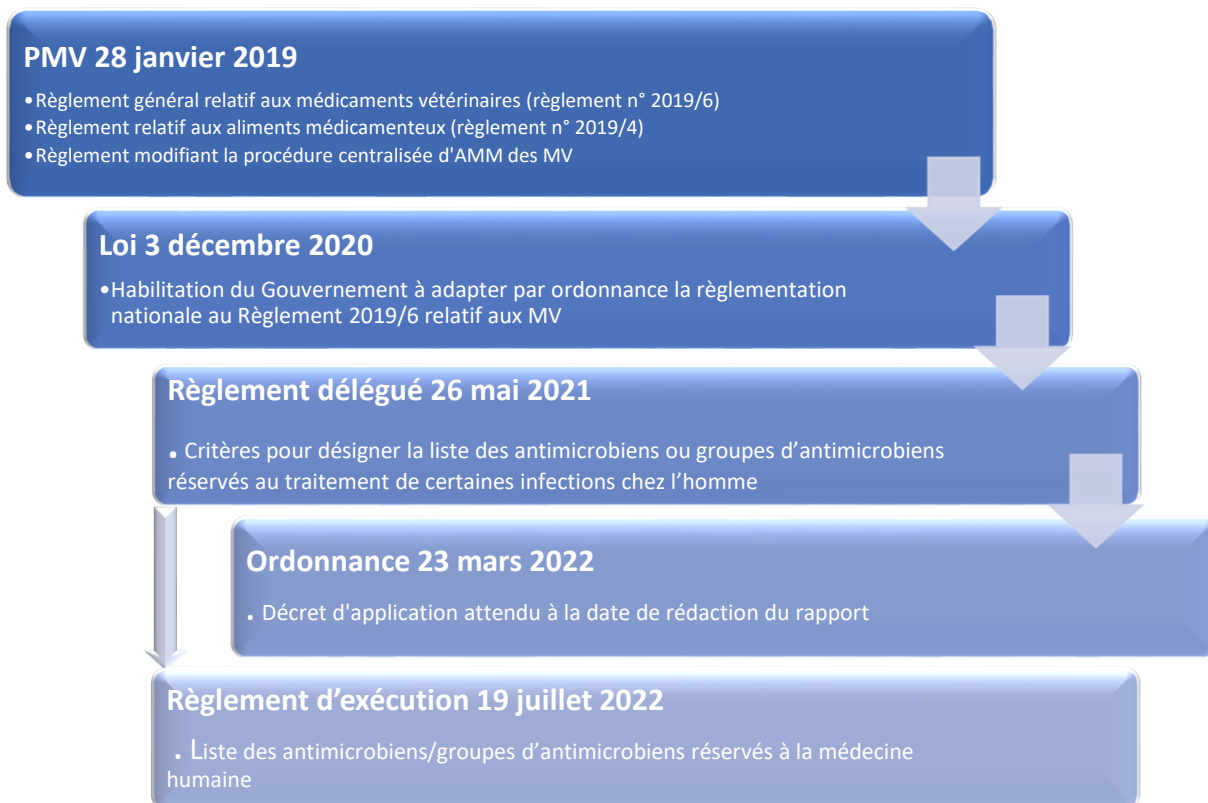 PMV 28 janvier 2019
•Règlement général relatif aux médicaments vétérinaires (règlement n° 2019/6)
•Règlement relatif aux aliments médicamenteux (règlement n° 2019/4)
•Règlement modifiant la procédure centralisée d'AMM des MV
Loi 3 décembre 2020
•Habilitation du Gouvernement à adapter par ordonnance la règlementation
nationale au Règlement 2019/6 relatif aux MV
Règlement délégué 26 mai 2021
. Critères pour désigner la liste des antimicrobiens ou groupes d’antimicrobiens
réservés au traitement de certaines infections chez l’homme
Ordonnance 23 mars 2022
. Décret d'application attendu à la date de rédaction du rapport
Règlement d’exécution 19 juillet 2022
. Liste des antimicrobiens/groupes d’antimicrobiens réservés à la médecine
humaine